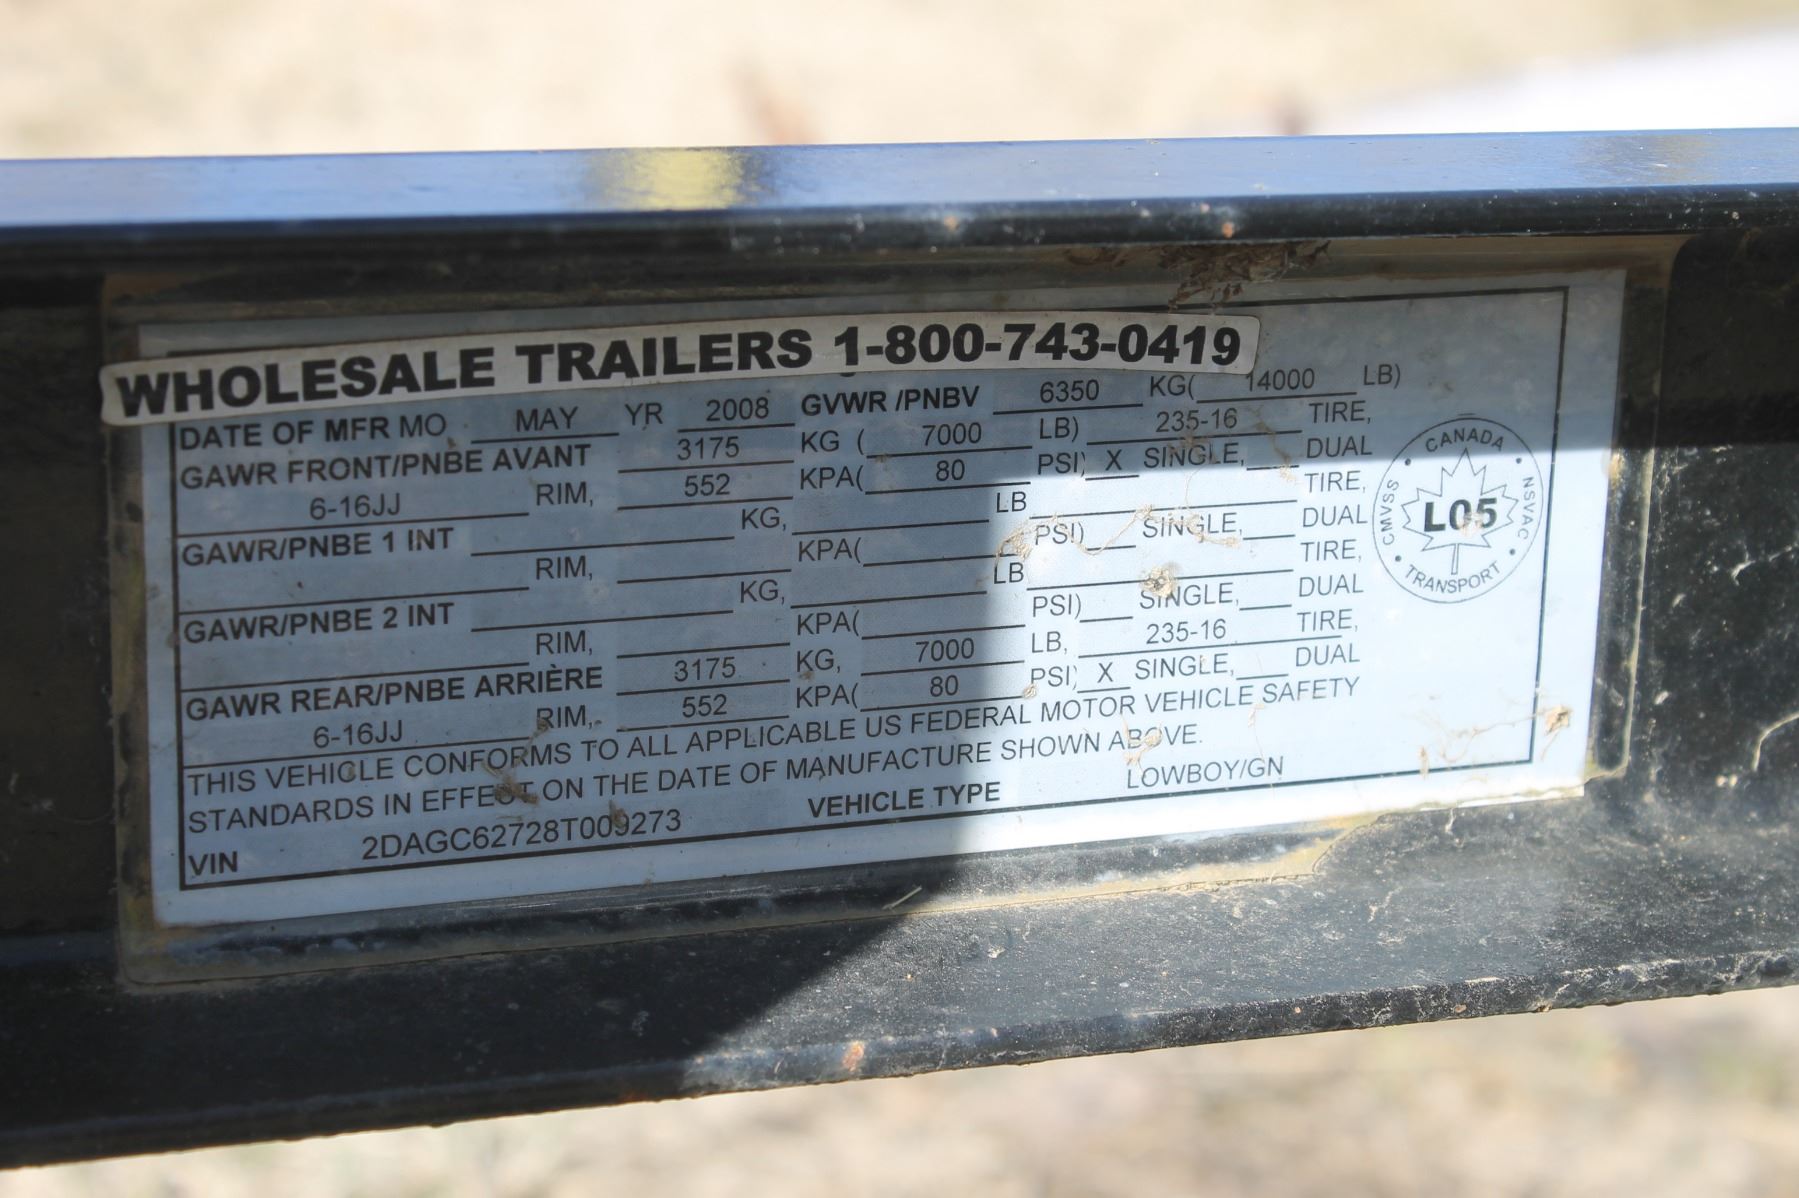 WHOLESALE TRAILERS 1-800-743-0419
DATE OF MFR MO MAY YR 2008 GVWR /PNBV 6350 KG( 14000 LB)
GAWR FRONT/PNBE AVANT 3175 KG ( 7000 LB) 235-16 TIRE,
6-16JJ RIM, 552 KPA( 80 PSI) X SINGLE, DUAL
GAWR/PNBE 1 INT KG, LB TIRE,
RIM, KPA( PSI) SINGLE, DUAL
GAWR/PNBE 2 INT KG, LB TIRE,
RIM, KPA( PSI) SINGLE, DUAL
GAWR REAR/PNBE ARRIÈRE 3175 KG, 7000 LB, 235-16 TIRE,
6-16JJ RIM, 552 KPA( 80 PSI) X SINGLE, DUAL
THIS VEHICLE CONFORMS TO ALL APPLICABLE US FEDERAL MOTOR VEHICLE SAFETY
STANDARDS IN EFFECT ON THE DATE OF MANUFACTURE SHOWN ABOVE.
VIN 2DAGC62728T009273 VEHICLE TYPE LOWBOY/GN
CANADA
CMVSS
L05
NSVAC
TRANSPORT